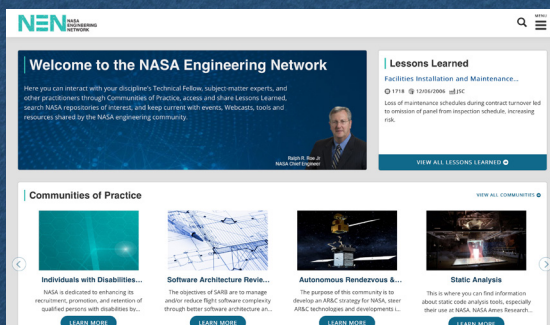 NEN NASA
ENGINEERING
NETWORK
MENU
Welcome to the NASA Engineering Network
Here you can interact with your discipline's Technical Fellow, subject-matter experts, and
other practitioners through Communities of Practice, access and share Lessons Learned,
search NASA repositories of interest, and keep current with events, Webcasts, tools and
resources shared by the NASA engineering community.
Ralph R. Roe Jr
NASA Chief Engineer
Lessons Learned
Facilities Installation and Maintenance...
1718 12/06/2006 JSC
Loss of maintenance schedules during contract turnover led
to omission of panel from inspection schedule, increasing
risk.
VIEW ALL LESSONS LEARNED
Communities of Practice
VIEW ALL COMMUNITIES
Individuals with Disabilities...
NASA is dedicated to enhancing its
recruitment, promotion, and retention of
qualified persons with disabilities by...
LEARN MORE
Software Architecture Revie...
The objectives of SARB are to manage
and/or reduce flight software complexity
through better software architecture an...
LEARN MORE
Autonomous Rendezvous &...
The purpose of this community is to
develop an AR&C strategy for NASA, steer
AR&C technologies and developments i...
LEARN MORE
Static Analysis
This is where you can find information
about static code analysis tools, especially
their use at NASA. NASA Ames Research...
LEARN MORE